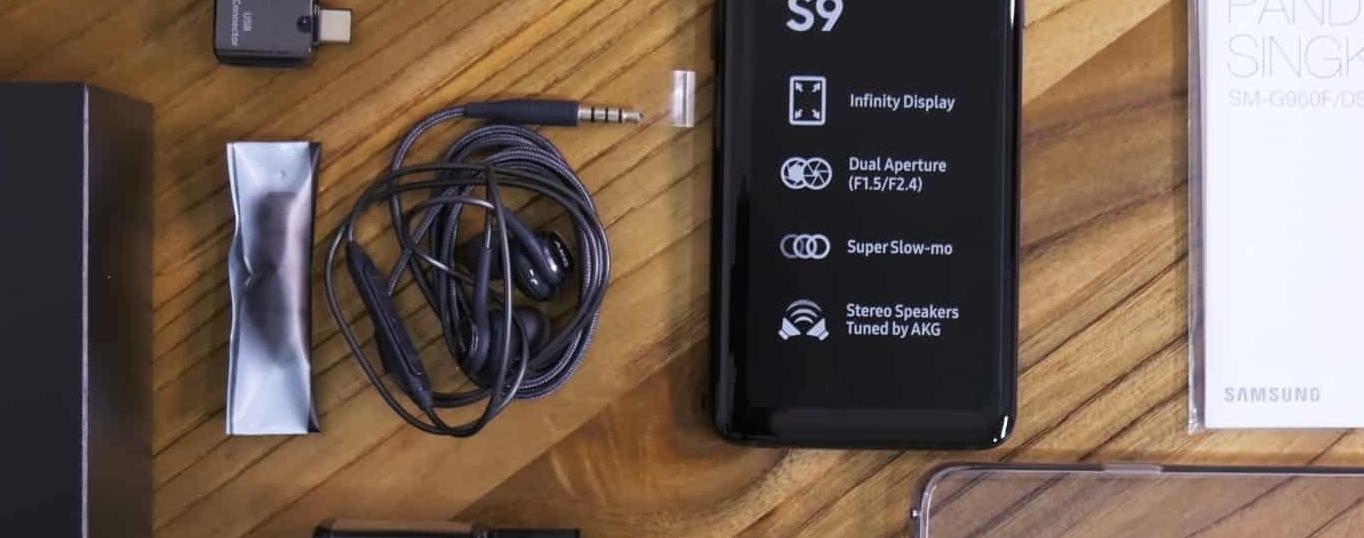 USB
Connector
S9
Infinity Display
Dual Aperture
(F1.5/F2.4)
Super Slow-mo
Stereo Speakers
Tuned by AKG
PAND
SINGK
SM-G960F/DS
SAMSUNG